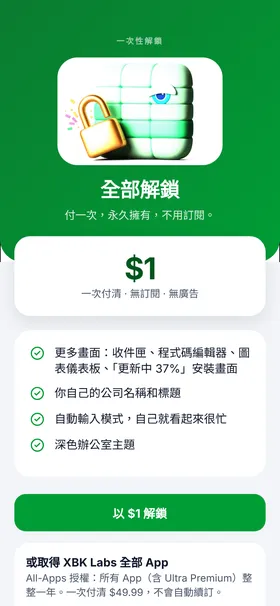 一次性解鎖
全部解鎖
付一次，永久擁有，不用訂閱。
$1
一次付清 · 無訂閱 · 無廣告
更多畫面：收件匣、程式碼編輯器、圖
表儀表板、「更新中 37%」安裝畫面
你自己的公司名稱和標題
自動輸入模式，自己就看起來很忙
深色辦公室主題
以 $1 解鎖
或取得 XBK Labs 全部 App
All-Apps 授權：所有 App（含 Ultra Premium）整
整一年。一次付清 $49.99，不會自動續訂。